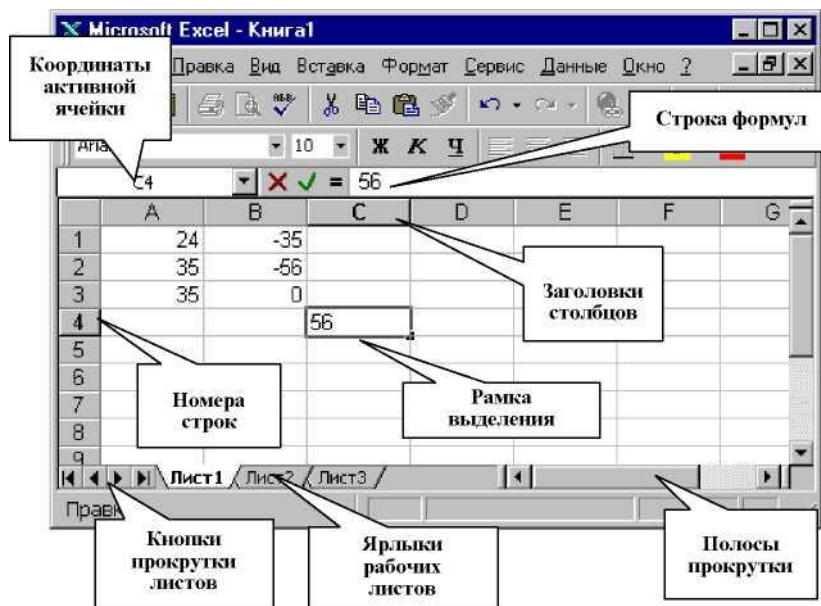 Microsoft Excel - Книга1
Координаты
активной
ячейки
Правка Вид Вставка Формат Сервис Данные Окно ?
Строка формул
10 Ж К Ч
C4 = 56
A B C D E F G
1 24 -35
2 35 -56
3 35 0
4 56
5
6
7
8
9
Заголовки
столбцов
Номера
строк
Рамка
выделения
Лист1 Лист2 Лист3
Кнопки
прокрутки
листов
Ярлыки
рабочих
листов
Полосы
прокрутки